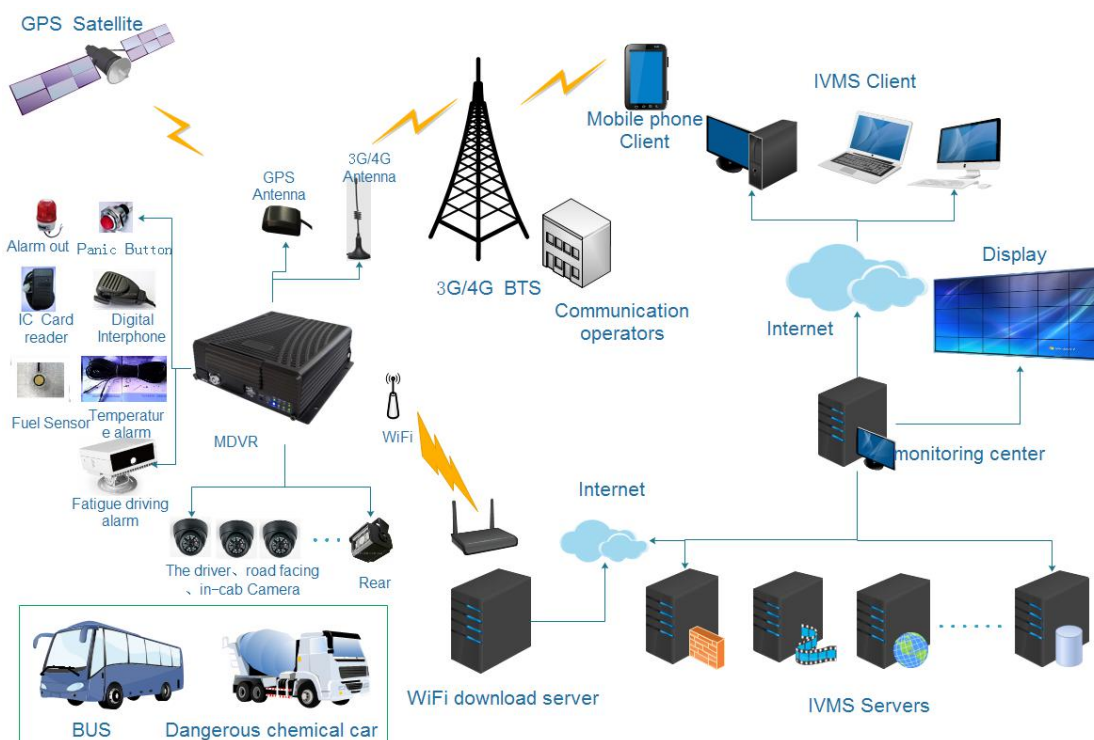 GPS Satellite
IVMS Client
Mobile phone
Client
3G/4G
Antenna
GPS
Antenna
Alarm out
Panic Button
Display
3G/4G BTS
Communication
operators
Internet
IC Card
reader
Digital
Interphone
Fuel Sensor
Temperatur
e alarm
MDVR
WiFi
monitoring center
Fatigue driving
alarm
Internet
The driver、road facing
、in-cab Camera
Rear
WiFi download server
IVMS Servers
BUS
Dangerous chemical car